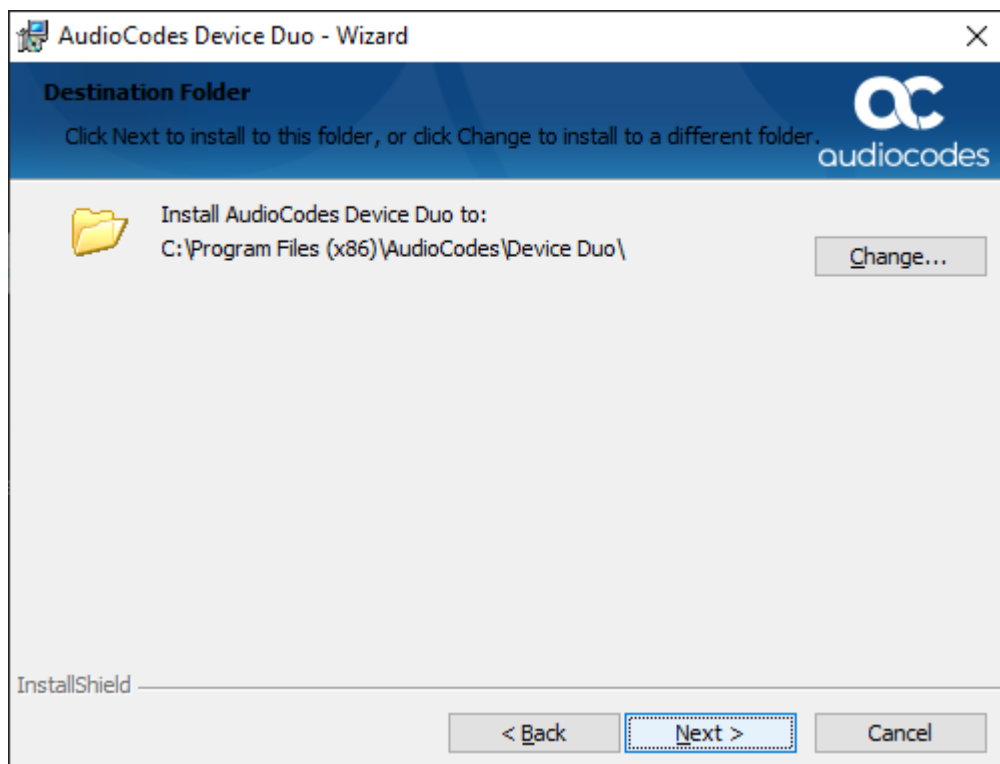 AudioCodes Device Duo - Wizard
Destination Folder
Click Next to install to this folder, or click Change to install to a different folder.
audiocodes
Install AudioCodes Device Duo to:
C:\Program Files (x86)\AudioCodes\Device Duo\
Change...
InstallShield
< Back
Next >
Cancel